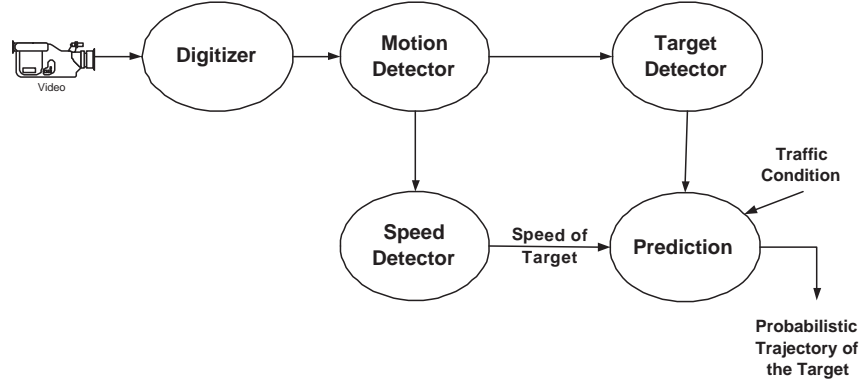 Video
Digitizer
Motion
Detector
Target
Detector
Traffic
Condition
Speed
Detector
Speed of
Target
Prediction
Probabilistic
Trajectory of
the Target